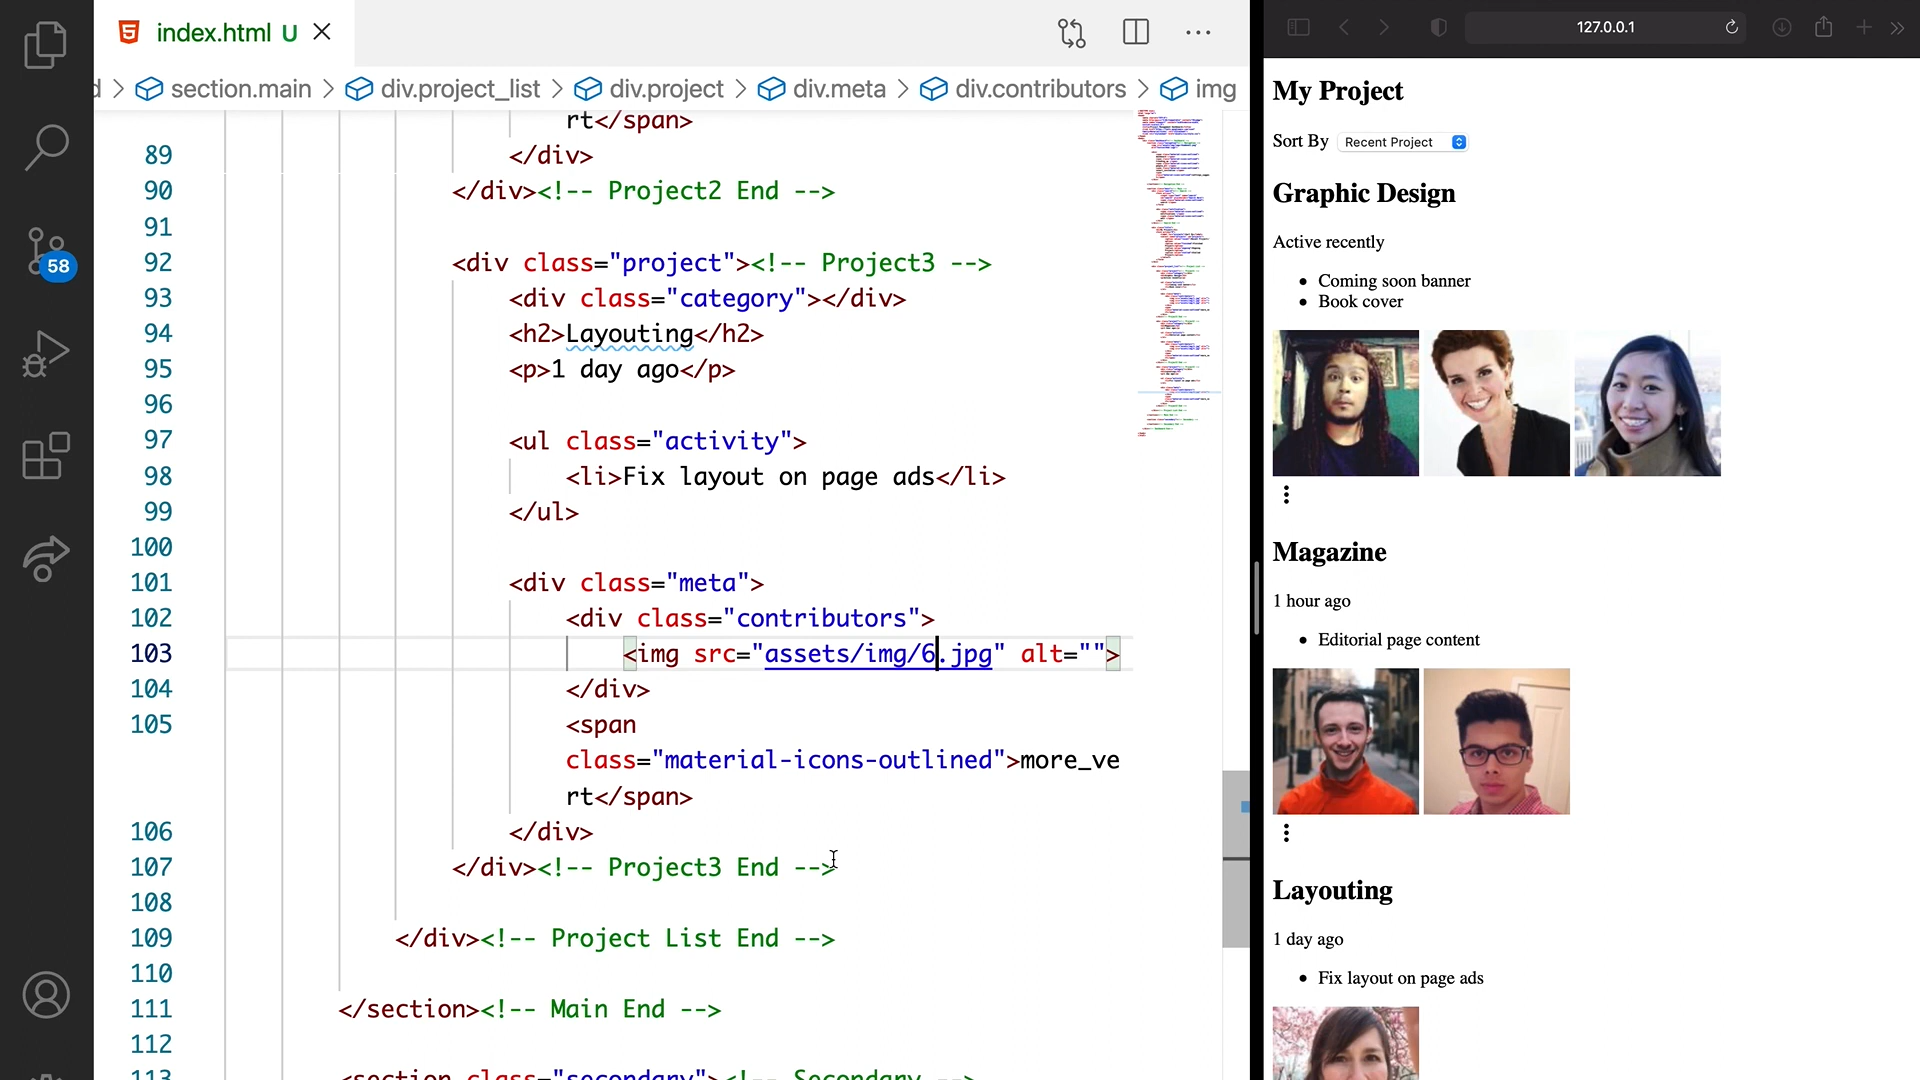 index.html U
d > section.main > div.project_list > div.project > div.meta > div.contributors > img
rt</span>
89 </div>
90 </div><!-- Project2 End -->
91
92 <div class="project"><!-- Project3 -->
93 <div class="category"></div>
94 <h2>Layouting</h2>
95 <p>1 day ago</p>
96
97 <ul class="activity">
98 <li>Fix layout on page ads</li>
99 </ul>
100
101 <div class="meta">
102 <div class="contributors">
103 <img src="assets/img/6.jpg" alt="">
104 </div>
105 <span
class="material-icons-outlined">more_ve
rt</span>
106 </div>
107 </div><!-- Project3 End -->
108
109 </div><!-- Project List End -->
110
111 </section><!-- Main End -->
112
113 <section class="secondary"><!-- Secondary -->
58
127.0.0.1
My Project
Sort By Recent Project
Graphic Design
Active recently
• Coming soon banner
• Book cover
Magazine
1 hour ago
• Editorial page content
Layouting
1 day ago
• Fix layout on page ads